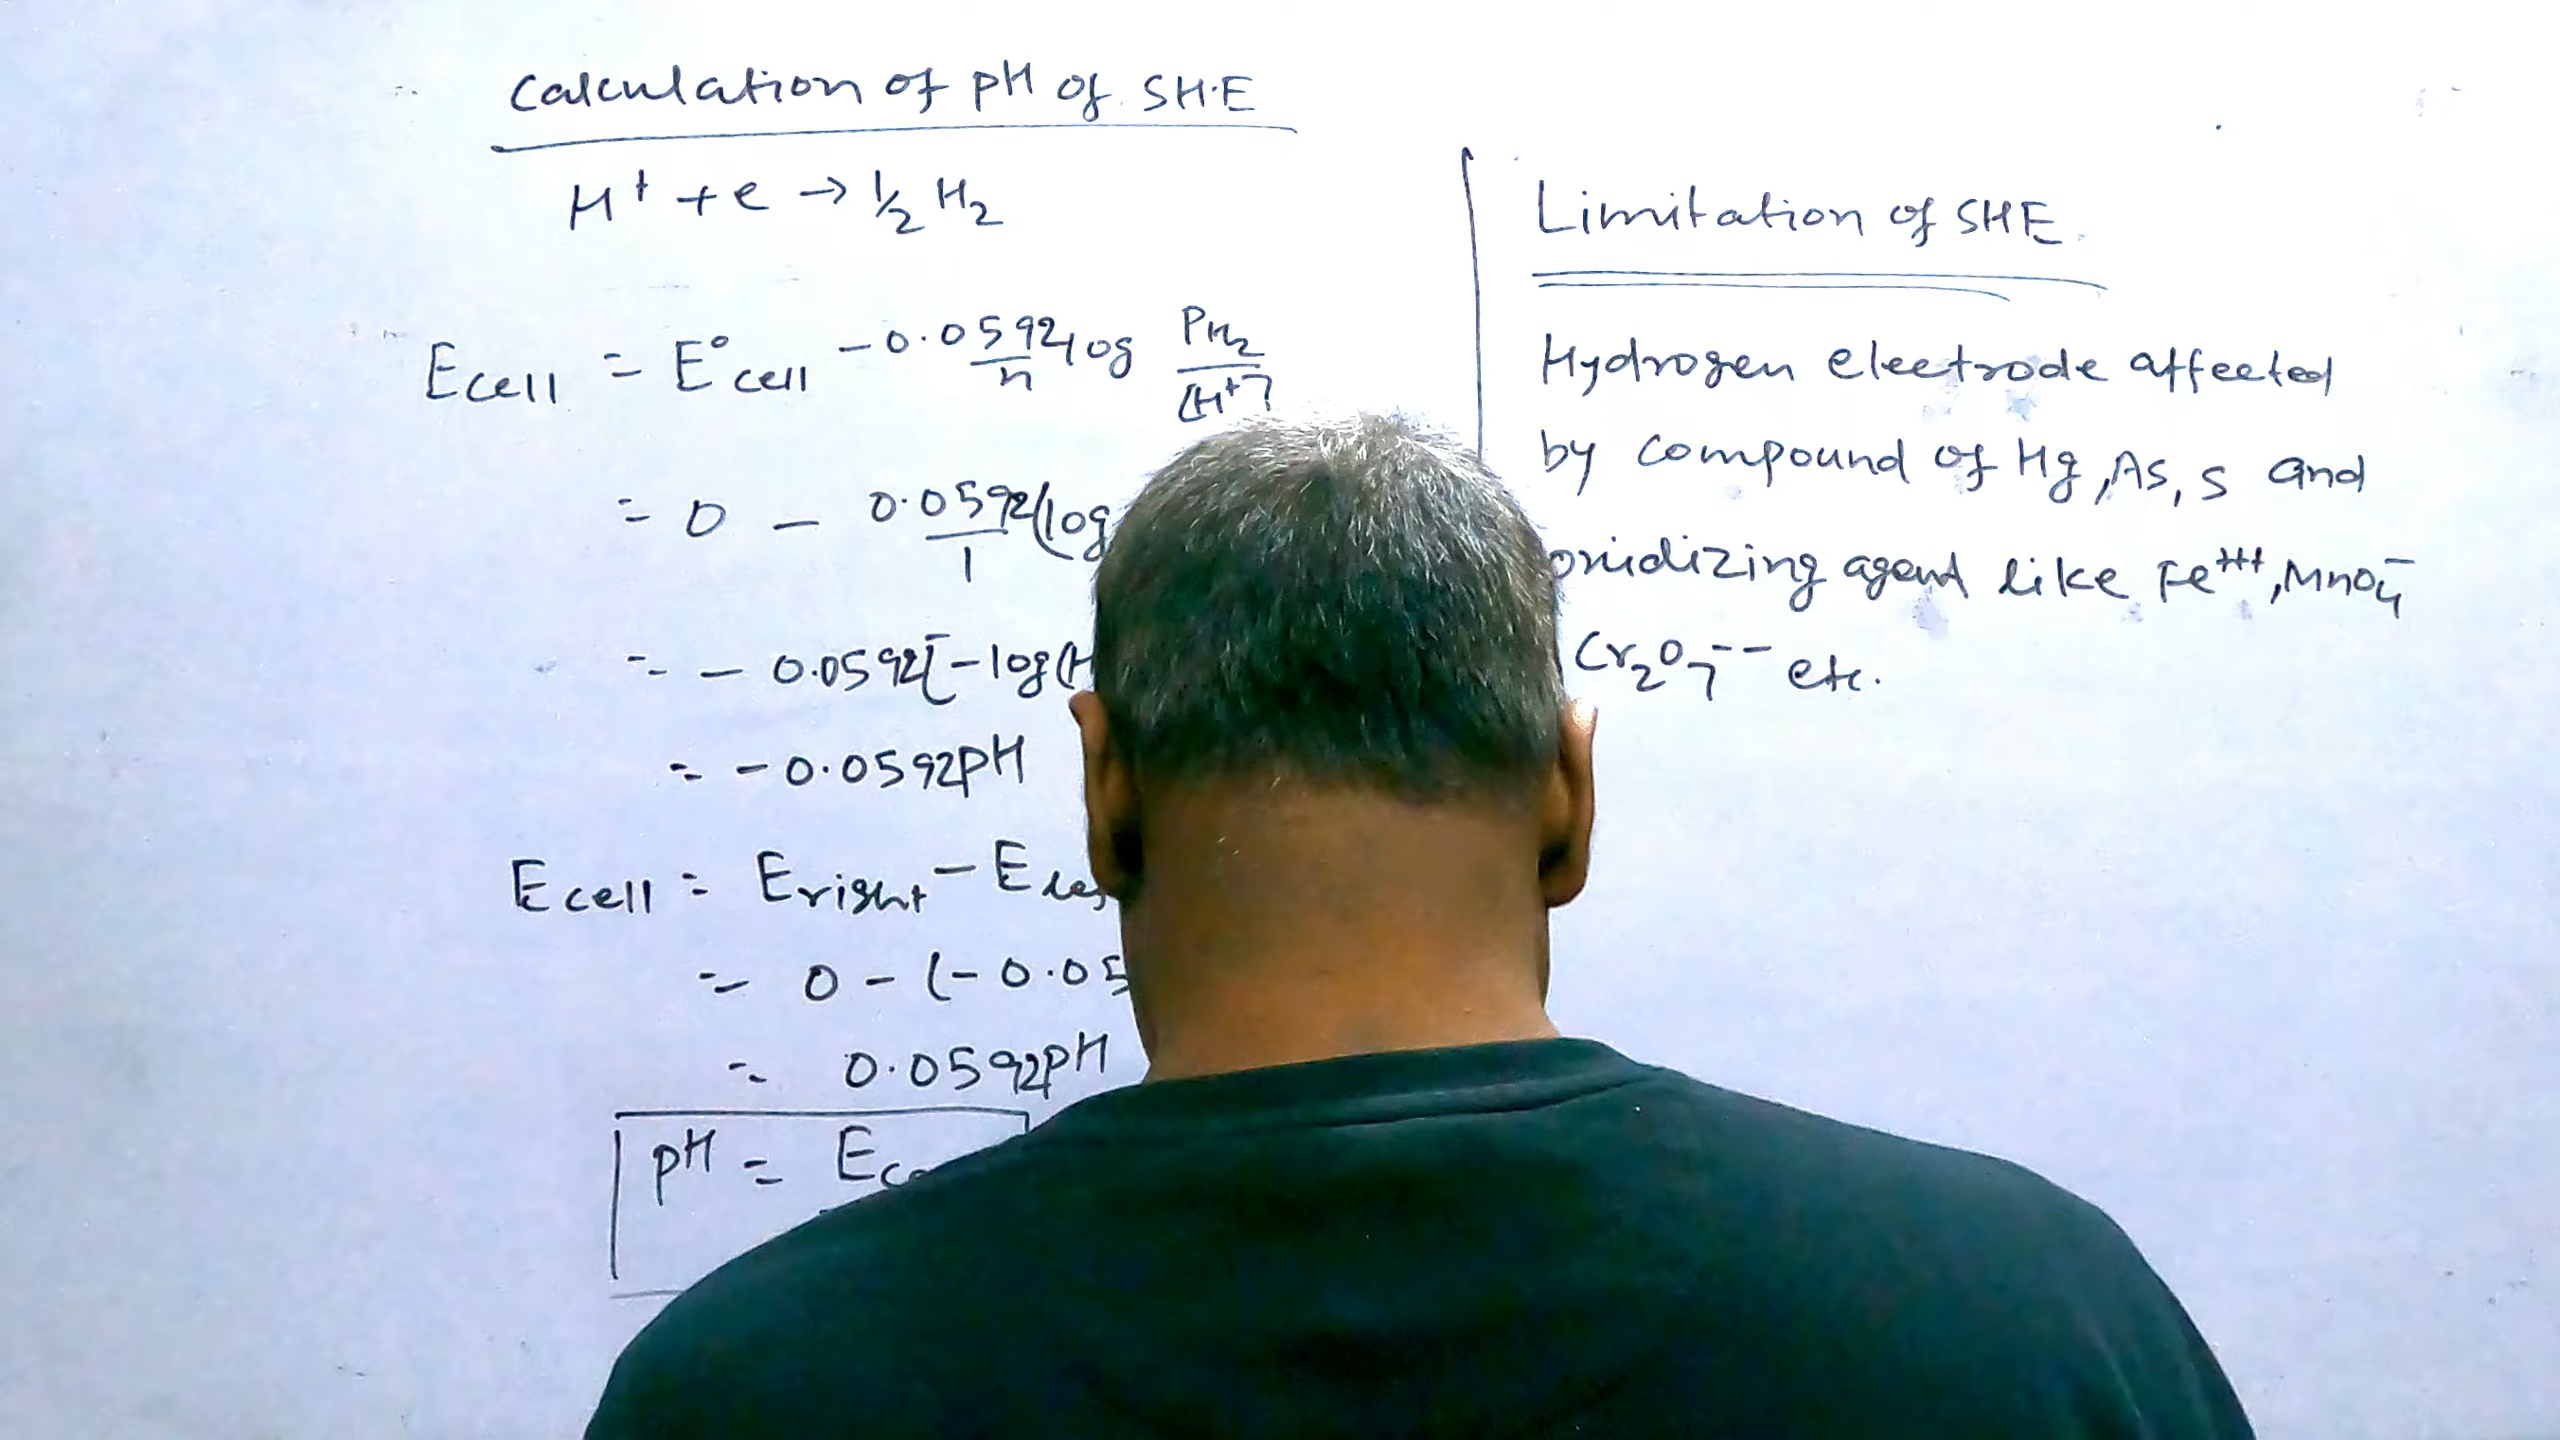 Calculation of pH of SH.E
H⁺ + e → ½ H₂
Ecell = E°cell - 0.0592/n log PH₂/[H⁺]
= 0 - 0.0592/1 (log
= - 0.0592[-log(H
= - 0.0592pH
Ecell = Eright - E
= 0 - (-0.05
= 0.0592pH
pH =
Limitation of SHE
Hydrogen electrode affected
by compound of Hg, As, S and
oxidizing agent like Fe⁺⁺⁺, MnO₄⁻
Cr₂O₇⁻⁻ etc.